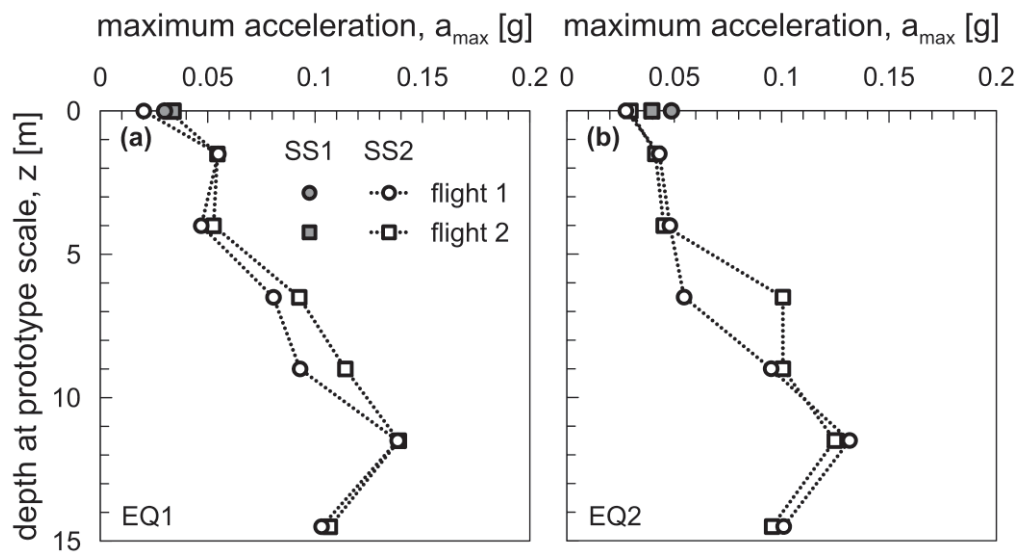 maximum acceleration, a_max [g] maximum acceleration, a_max [g]
0 0.05 0.1 0.15 0.2 0 0.05 0.1 0.15 0.2
0
(a) (b)
SS1 SS2
flight 1
flight 2
5
10
15
depth at prototype scale, z [m]
EQ1 EQ2